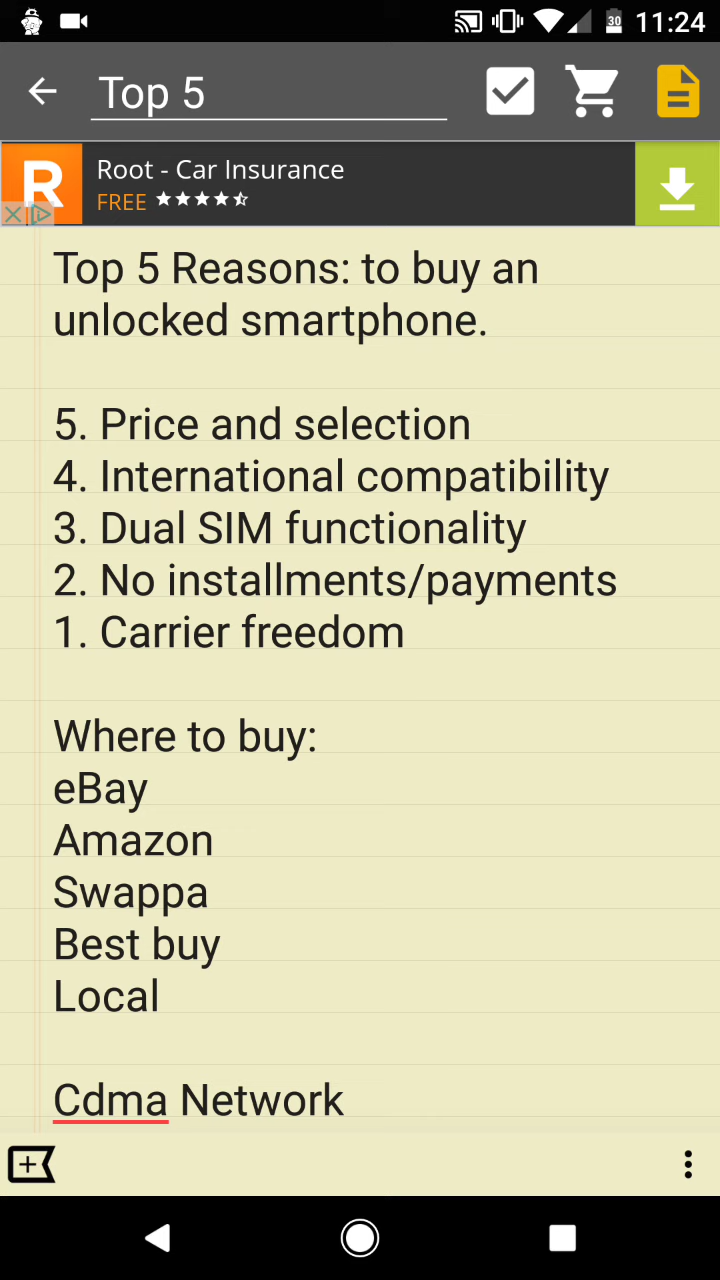 30 11:24
Top 5
R
Root - Car Insurance
FREE
Top 5 Reasons: to buy an
unlocked smartphone.
5. Price and selection
4. International compatibility
3. Dual SIM functionality
2. No installments/payments
1. Carrier freedom
Where to buy:
eBay
Amazon
Swappa
Best buy
Local
Cdma Network